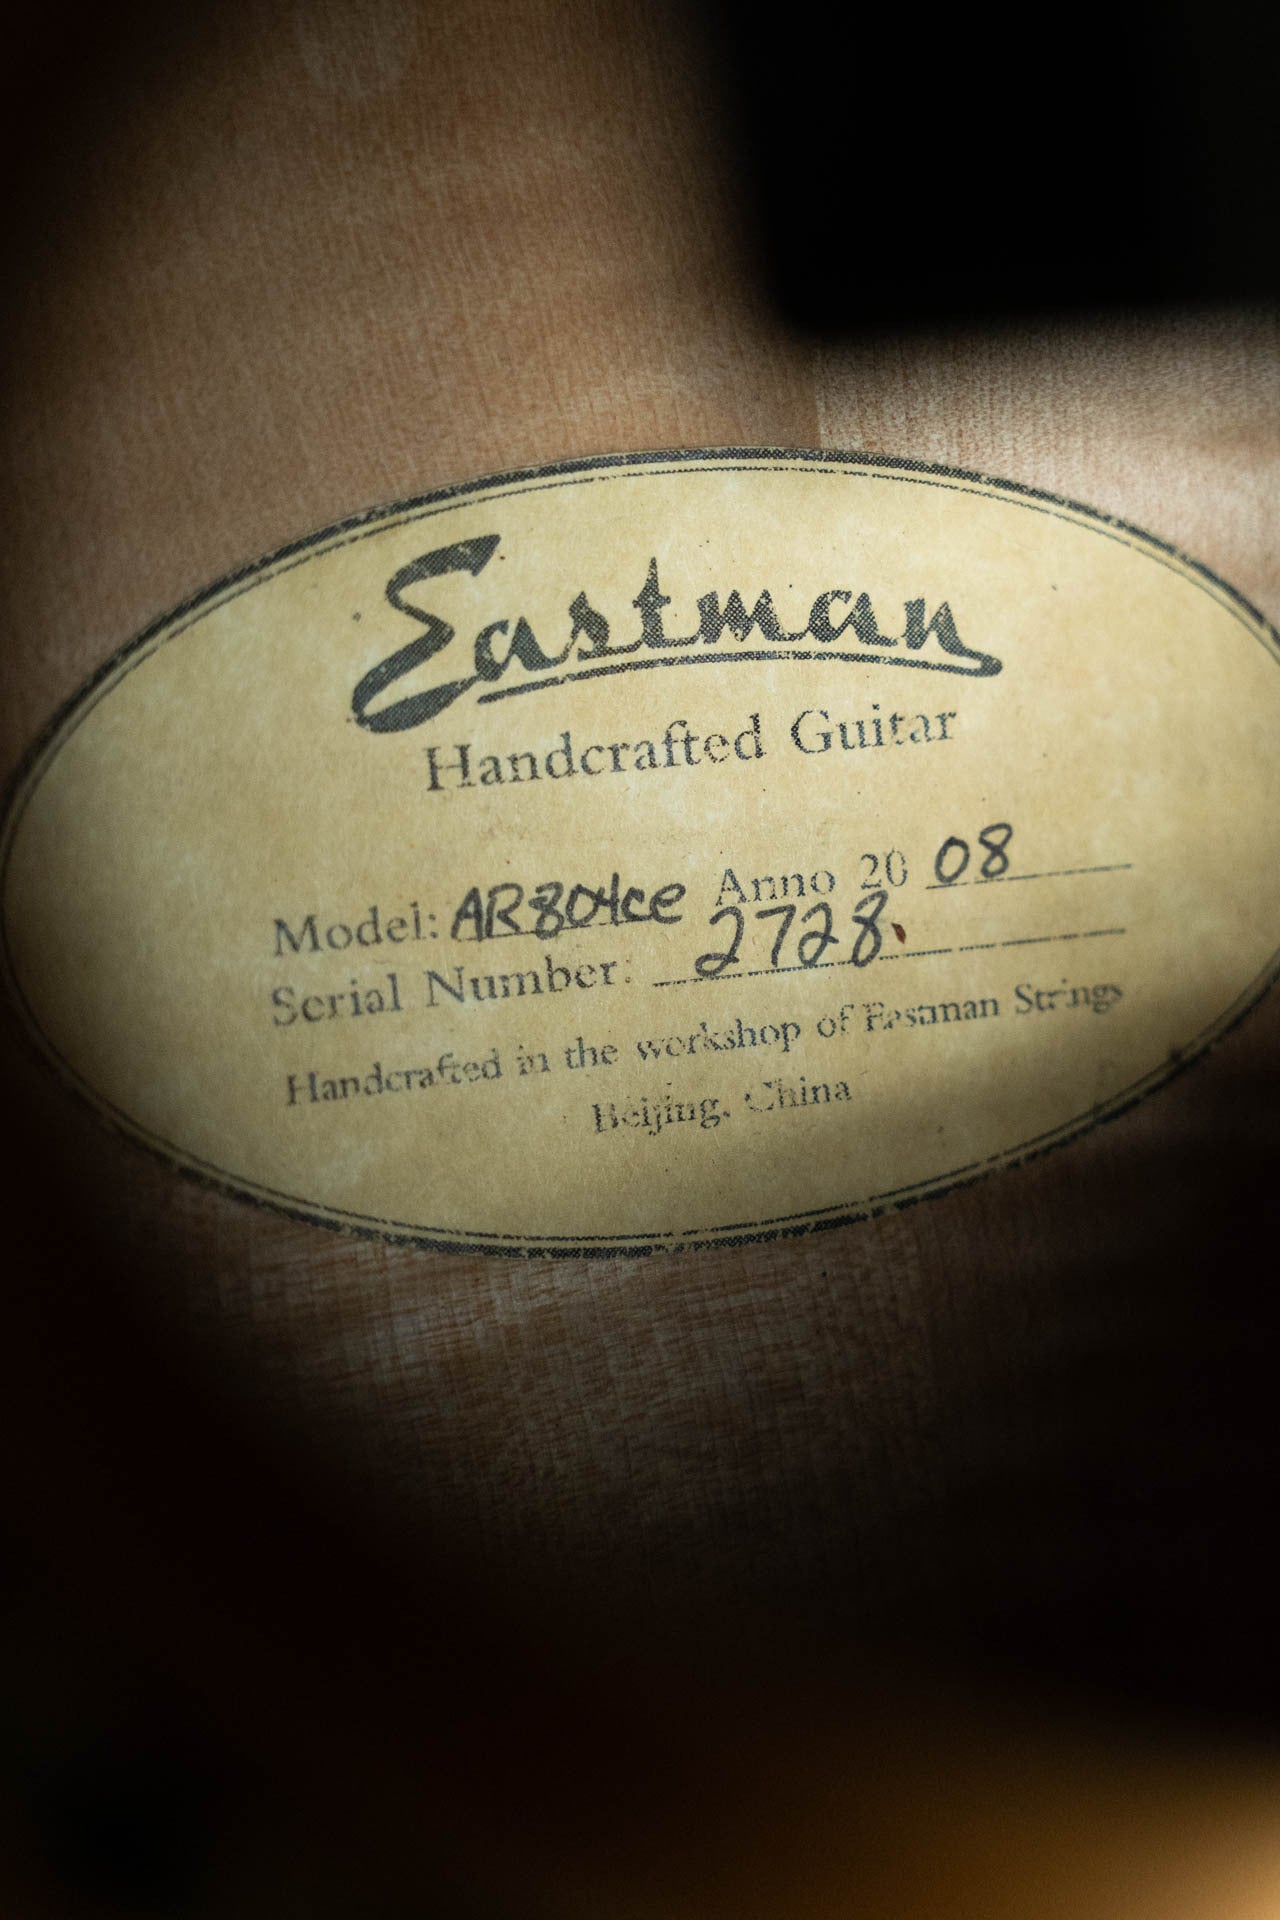 Eastman
Handcrafted Guitar
Model: AR804ce Anno 20 08
Serial Number: 2728
Handcrafted in the workshop of Eastman Strings
Beijing, China